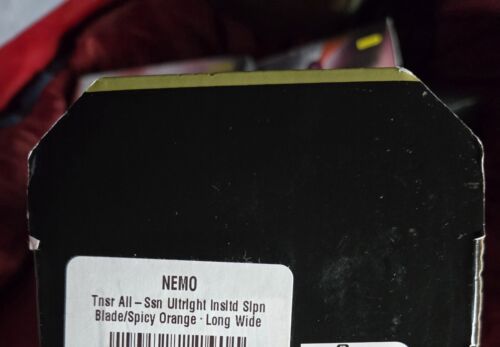 NEMO
Tnsr All-Ssn Ultrlght Insltd Slpn
Blade/Spicy Orange · Long Wide